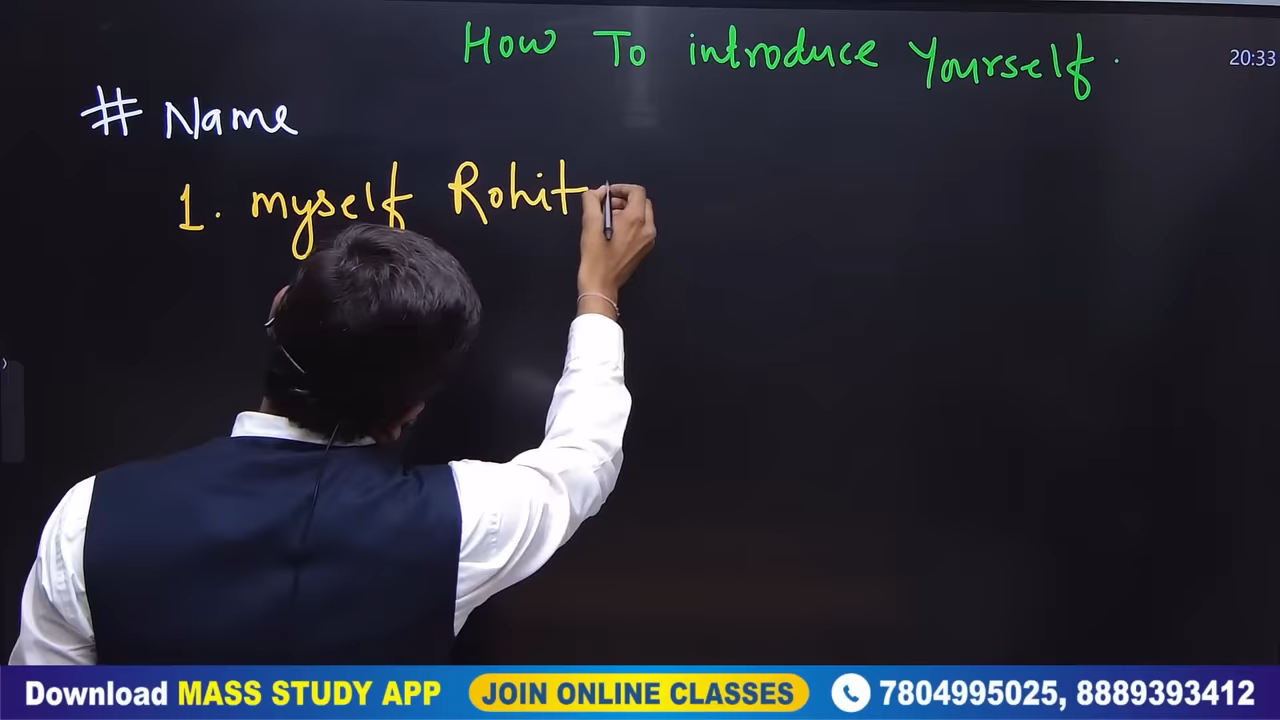 How To introduce Yourself.
20:33
# Name
1. myself Rohit
Download MASS STUDY APP JOIN ONLINE CLASSES 7804995025, 8889393412